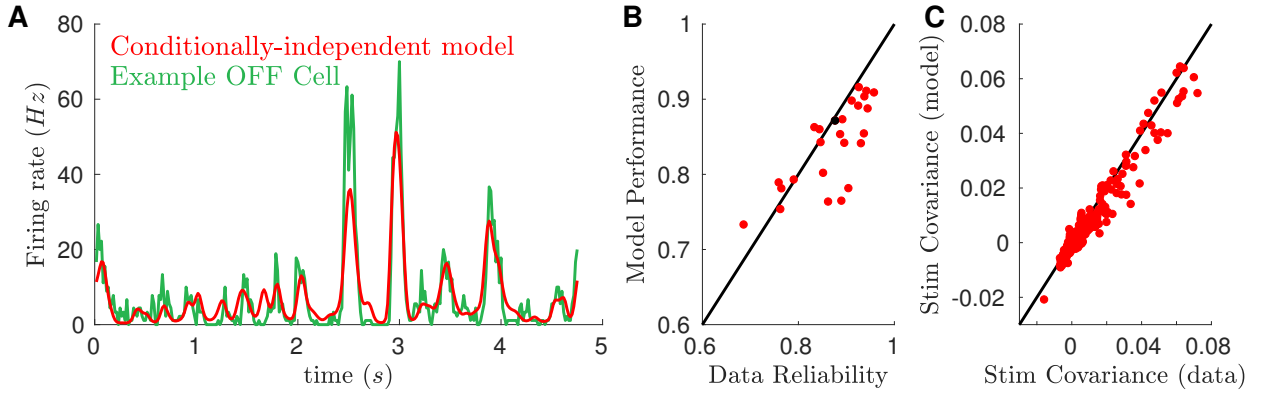 A
Firing rate (Hz)
80
60
40
20
0
Conditionally-independent model
Example OFF Cell
0 1 2 3 4 5
time (s)
B
Model Performance
1
0.9
0.8
0.7
0.6
0.6 0.8 1
Data Reliability
C
Stim Covariance (model)
0.08
0.06
0.04
0.02
0
-0.02
0 0.04 0.08
Stim Covariance (data)